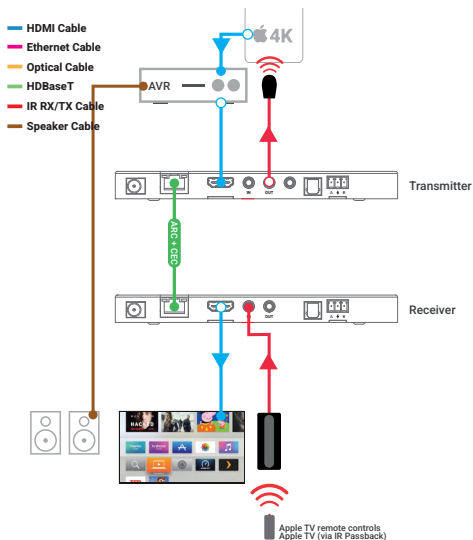 HDMI Cable
Ethernet Cable
Optical Cable
HDBaseT
IR RX/TX Cable
Speaker Cable
4K
AVR
IN
OUT
A
B
Transmitter
ARC + CEC
OUT
Receiver
HACKED
Apple TV remote controls
Apple TV (via IR Passback)